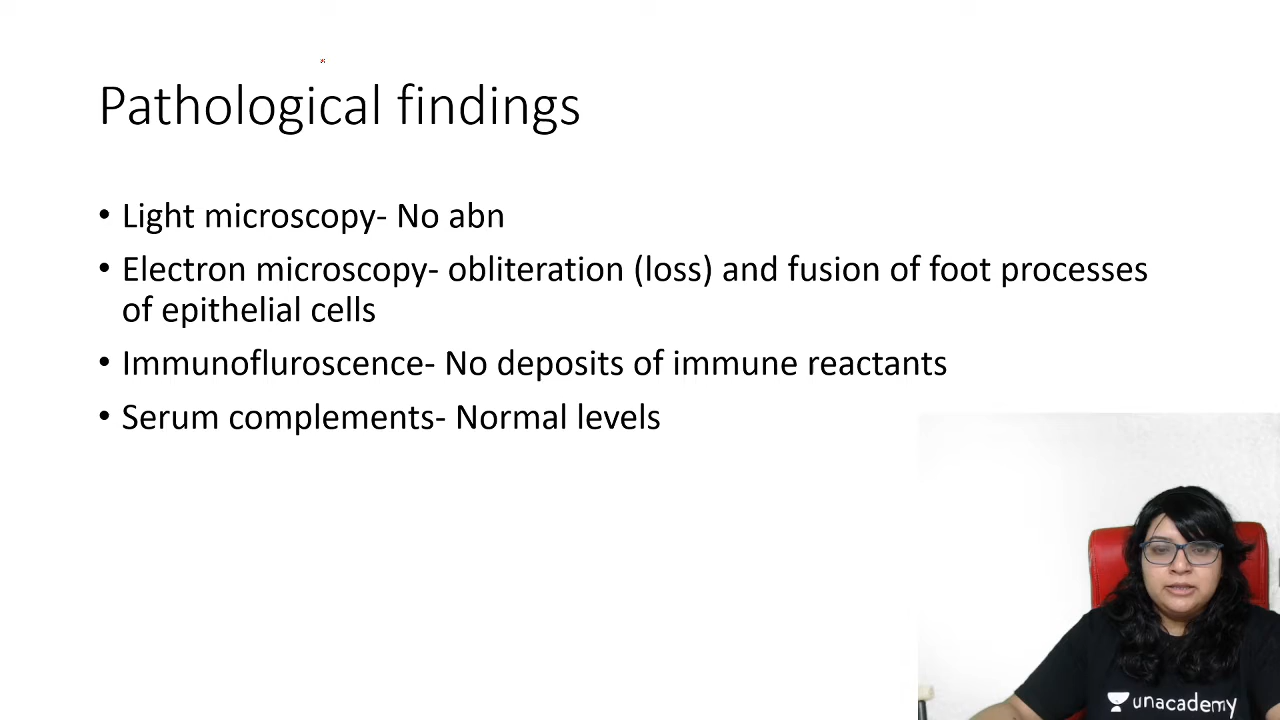 Pathological findings
• Light microscopy- No abn
• Electron microscopy- obliteration (loss) and fusion of foot processes
of epithelial cells
• Immunofluroscence- No deposits of immune reactants
• Serum complements- Normal levels
unacademy